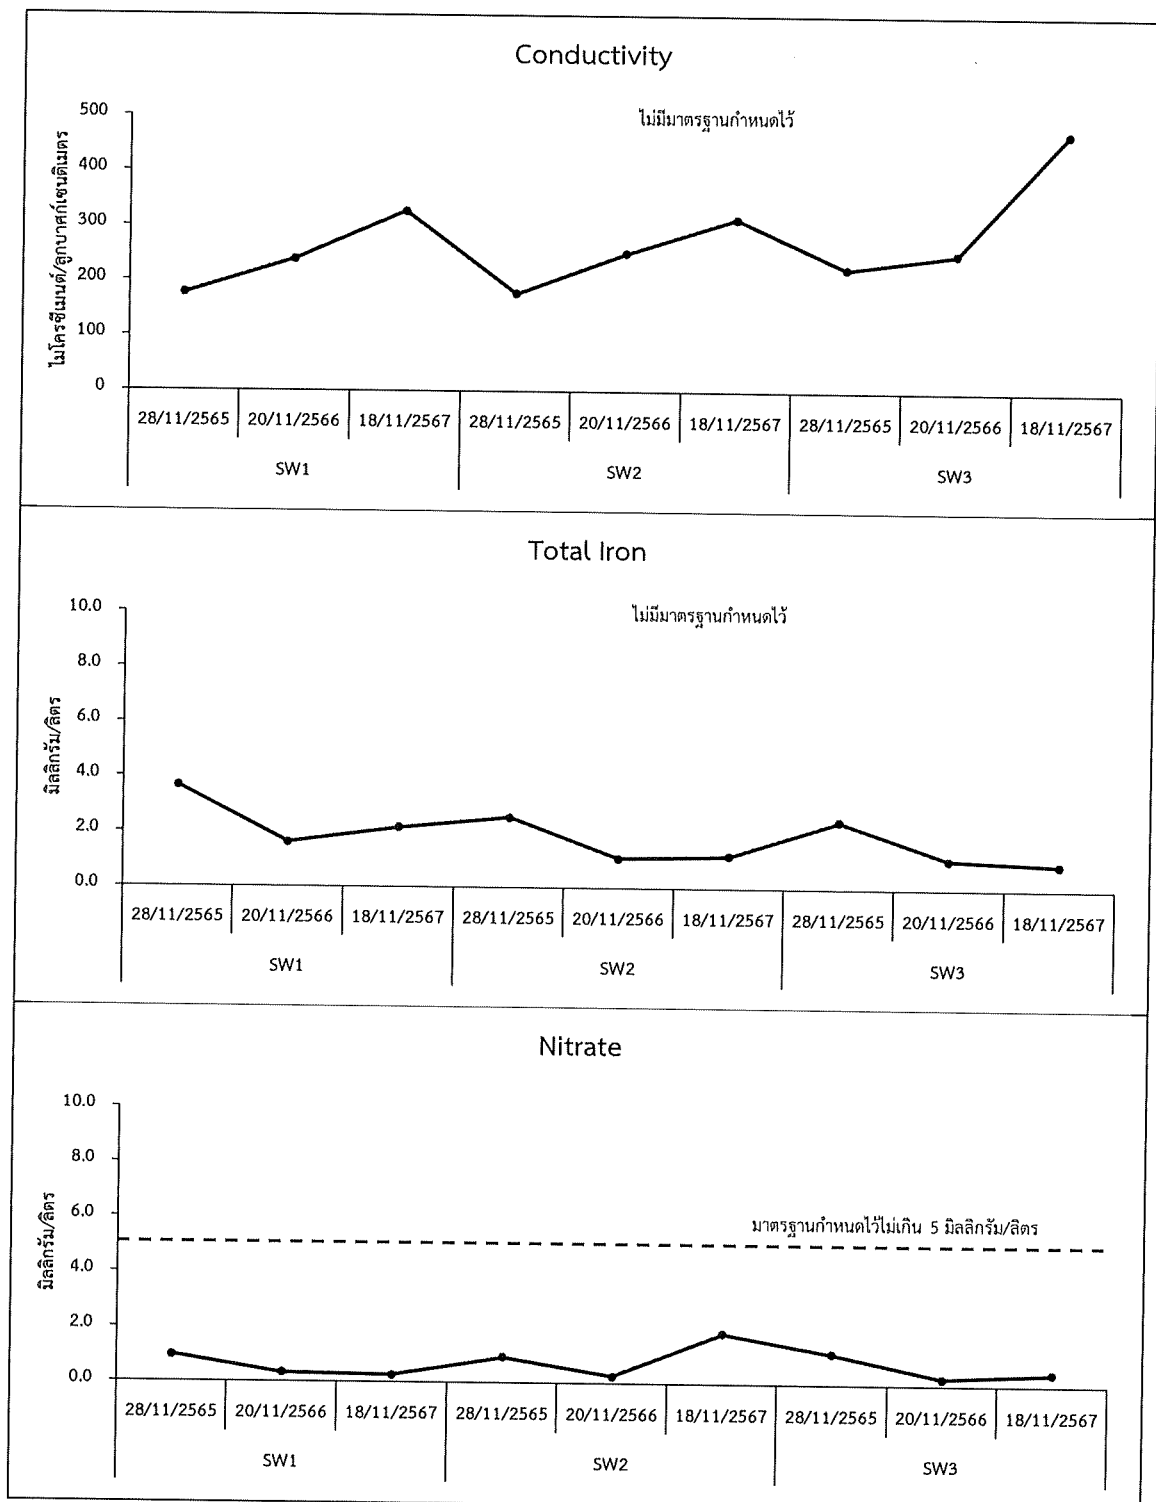 Conductivity
ไม่มีมาตรฐานกำหนดไว้
ไมโครซีเมนต์/ลูกบาศก์เซนติเมตร
500
400
300
200
100
0
28/11/2565 20/11/2566 18/11/2567 28/11/2565 20/11/2566 18/11/2567 28/11/2565 20/11/2566 18/11/2567
SW1 SW2 SW3
Total Iron
ไม่มีมาตรฐานกำหนดไว้
มิลลิกรัม/ลิตร
10.0
8.0
6.0
4.0
2.0
0.0
28/11/2565 20/11/2566 18/11/2567 28/11/2565 20/11/2566 18/11/2567 28/11/2565 20/11/2566 18/11/2567
SW1 SW2 SW3
Nitrate
มาตรฐานกำหนดไว้ไม่เกิน 5 มิลลิกรัม/ลิตร
มิลลิกรัม/ลิตร
10.0
8.0
6.0
4.0
2.0
0.0
28/11/2565 20/11/2566 18/11/2567 28/11/2565 20/11/2566 18/11/2567 28/11/2565 20/11/2566 18/11/2567
SW1 SW2 SW3